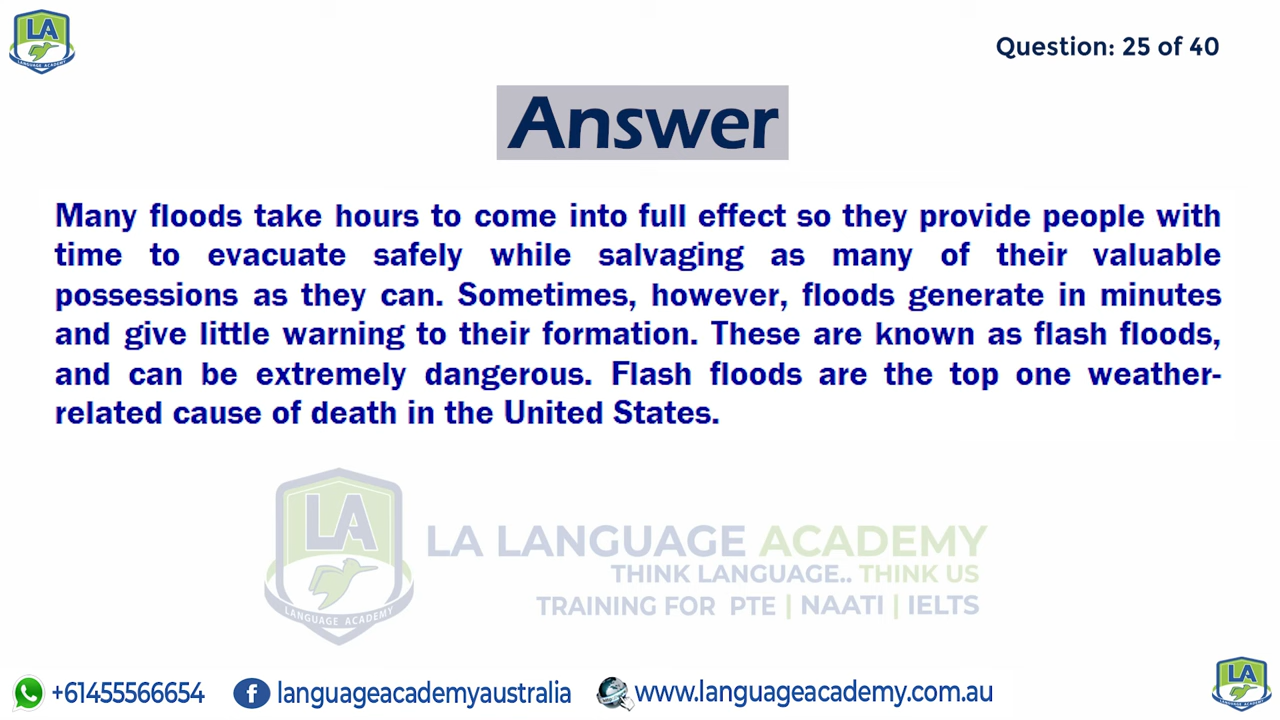 LA
LANGUAGE ACADEMY
Question: 25 of 40
Answer
Many floods take hours to come into full effect so they provide people with
time to evacuate safely while salvaging as many of their valuable
possessions as they can. Sometimes, however, floods generate in minutes
and give little warning to their formation. These are known as flash floods,
and can be extremely dangerous. Flash floods are the top one weather-
related cause of death in the United States.
LA
LANGUAGE ACADEMY
LA LANGUAGE ACADEMY
THINK LANGUAGE.. THINK US
TRAINING FOR PTE | NAATI | IELTS
+61455566654 f languageacademyaustralia www.languageacademy.com.au
LA
LANGUAGE ACADEMY